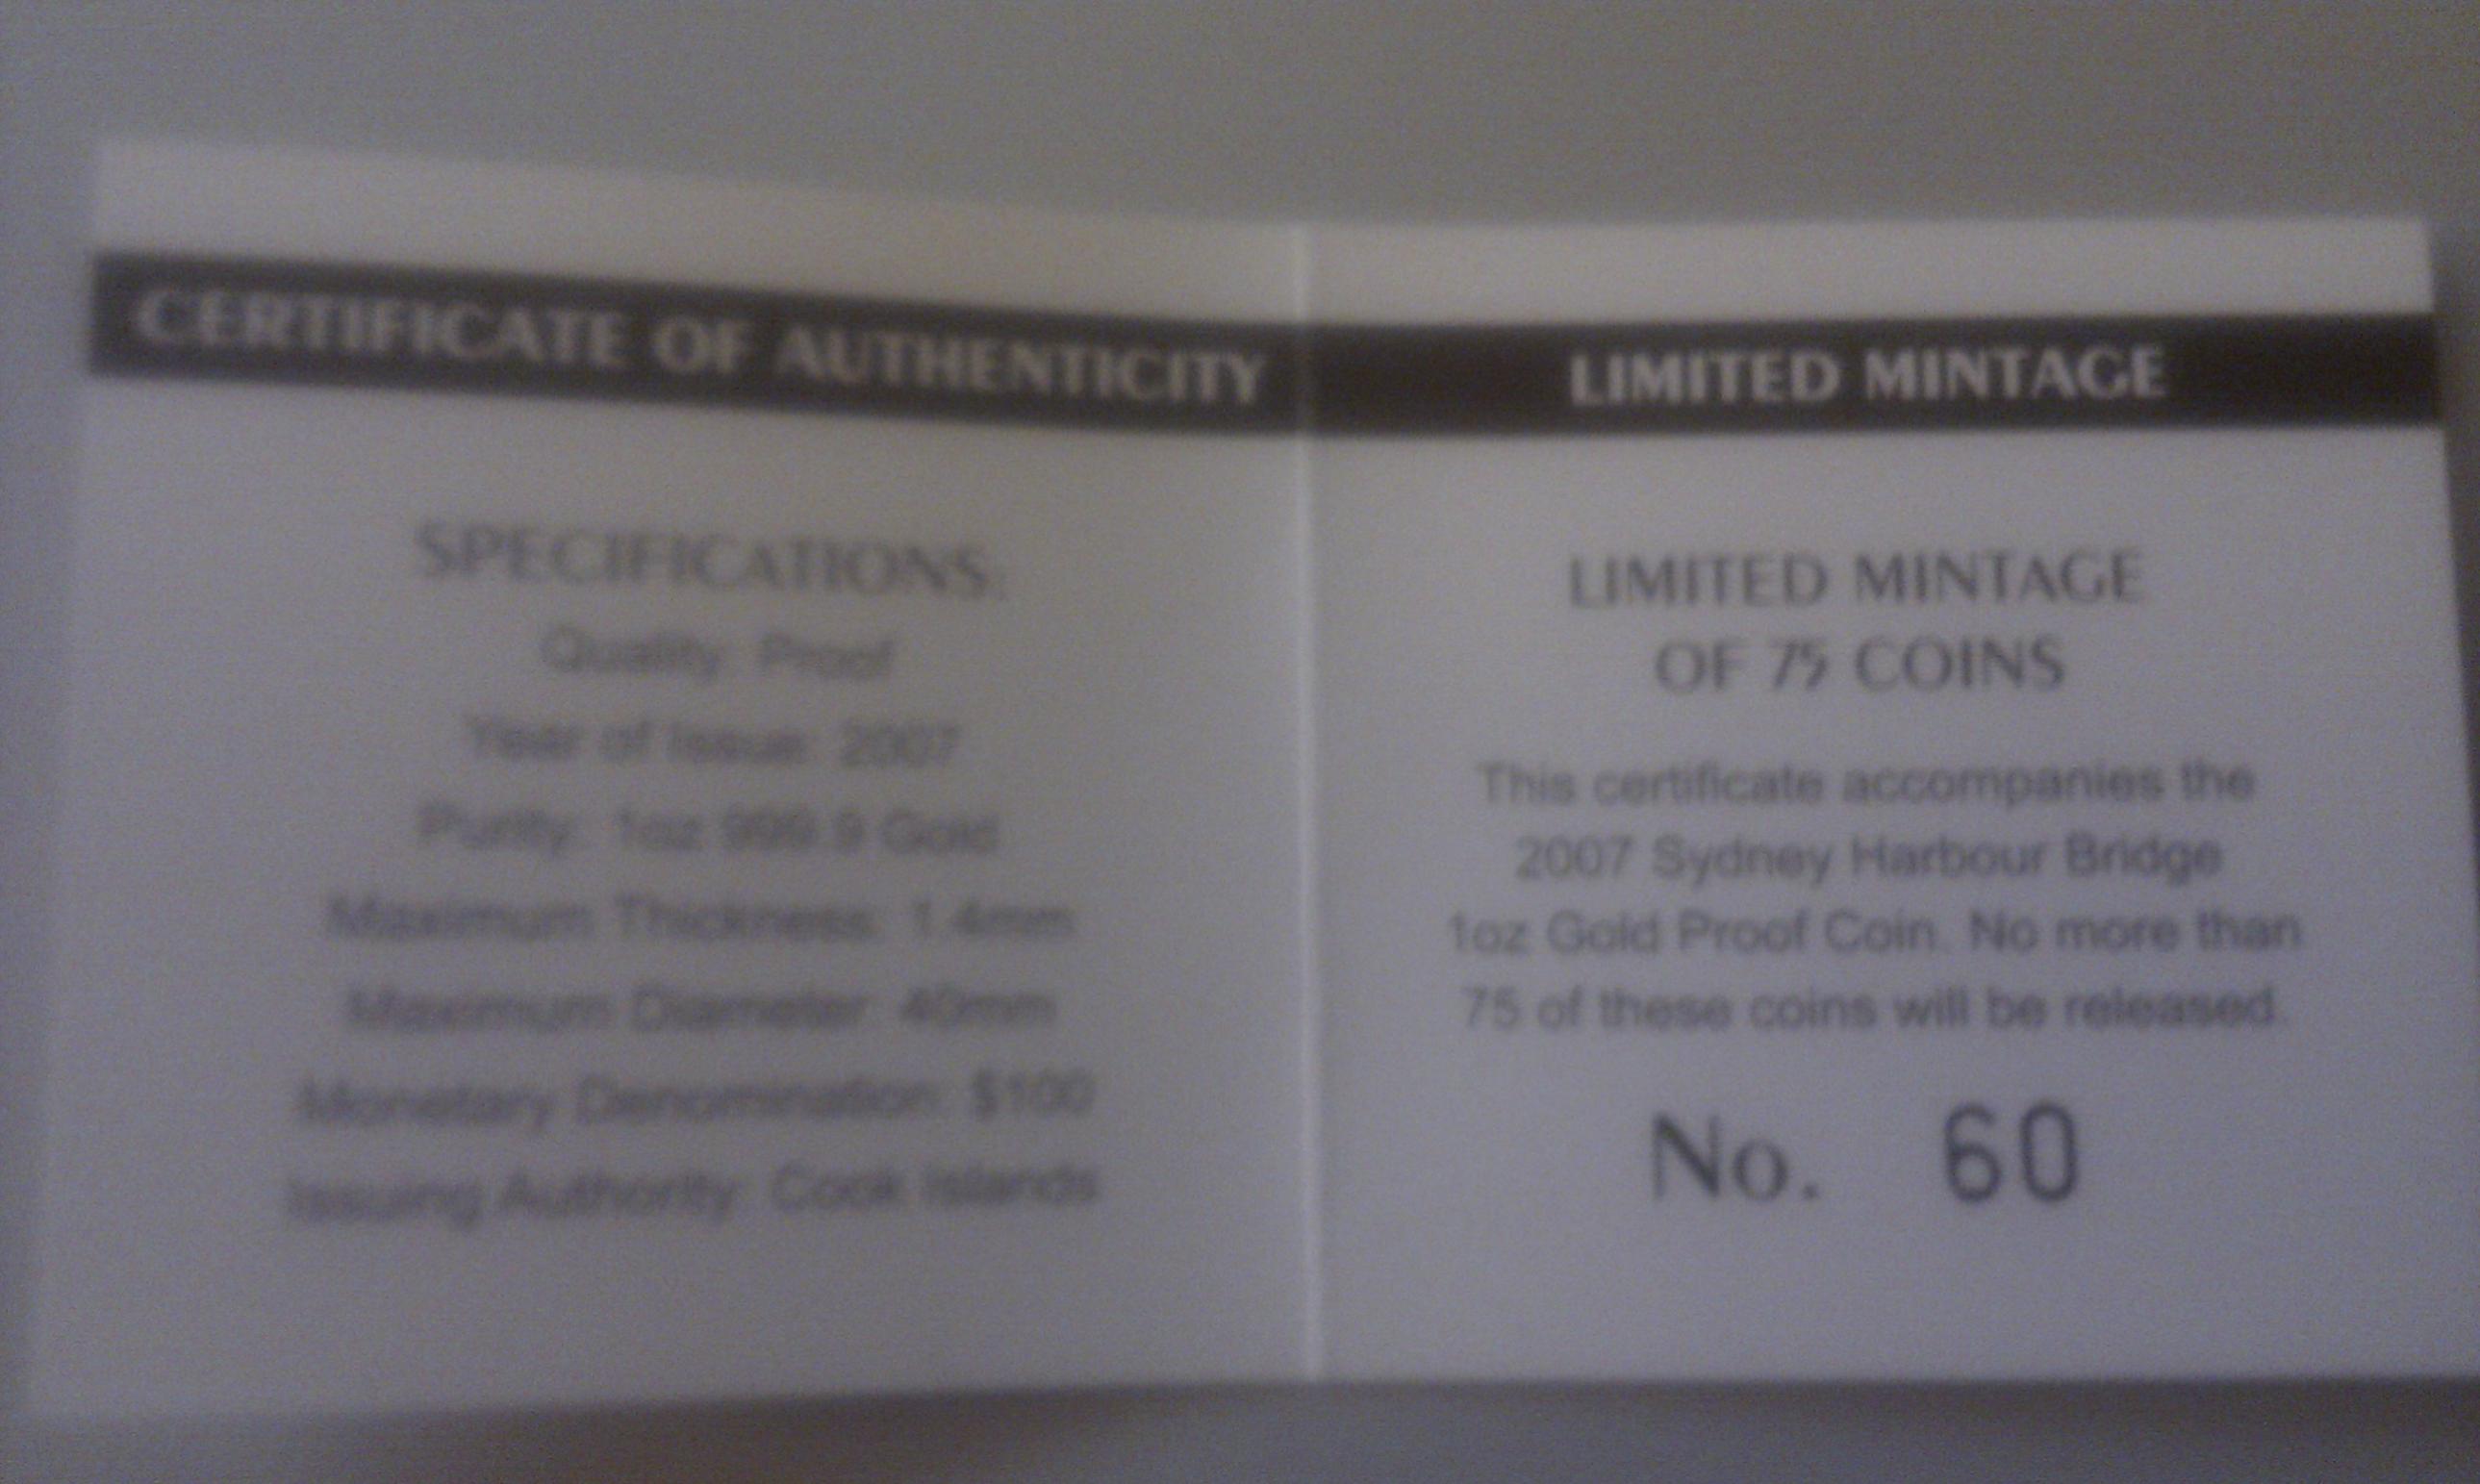 CERTIFICATE OF AUTHENTICITY
SPECIFICATIONS:
Quality: Proof
Year of Issue: 2007
Purity: 1oz 999.9 Gold
Maximum Thickness: 1.4mm
Maximum Diameter: 40mm
Monetary Denomination: $100
Issuing Authority: Cook Islands
LIMITED MINTAGE
LIMITED MINTAGE
OF 75 COINS
This certificate accompanies the
2007 Sydney Harbour Bridge
1oz Gold Proof Coin. No more than
75 of these coins will be released.
No. 60